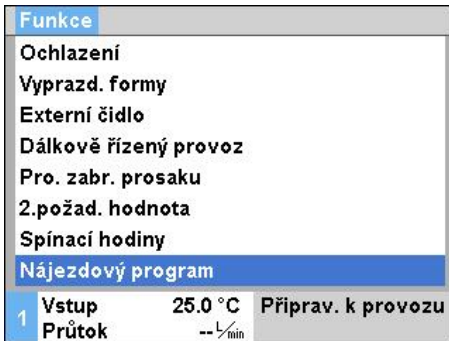 Funkce
Ochlazení
Vyprazd. formy
Externí čidlo
Dálkově řízený provoz
Pro. zabr. prosaku
2.požad. hodnota
Spínací hodiny
Nájezdový program
1 Vstup 25.0 °C Připrav. k provozu
Průtok -- L/min